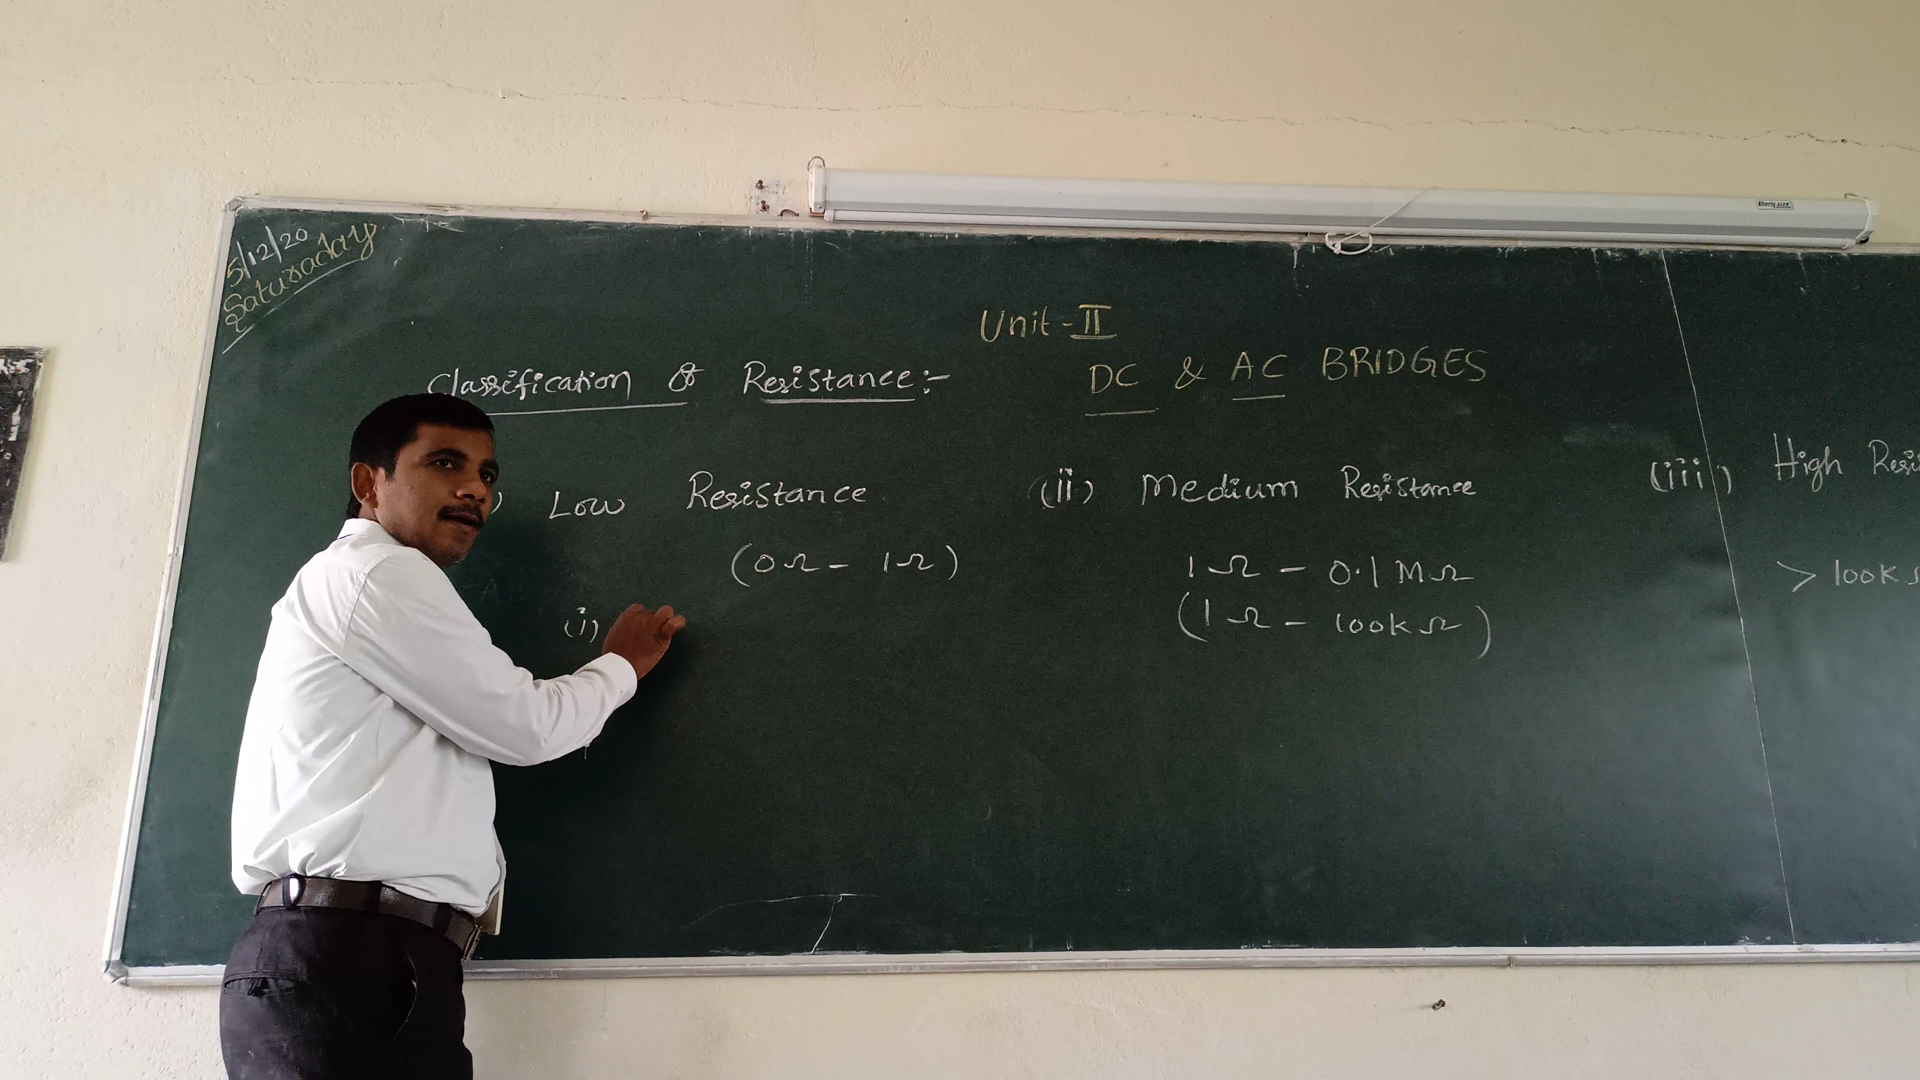 5/12/20
Saturaday
Unit-II
DC & AC BRIDGES
Classification of Resistance:-
) Low Resistance
(0Ω - 1Ω)
(i)
(ii) Medium Resistance
1Ω - 0.1MΩ
(1Ω - 100kΩ)
(iii) High Resi
> 100k